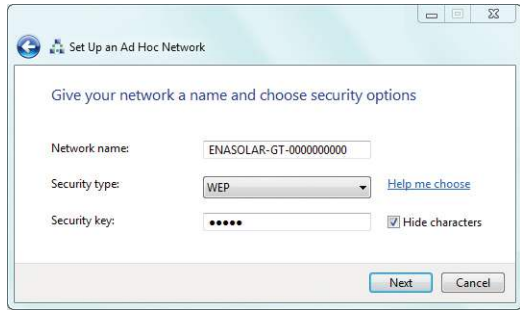 Set Up an Ad Hoc Network
Give your network a name and choose security options
Network name: ENASOLAR-GT-0000000000
Security type: WEP Help me choose
Security key: ••••• Hide characters
Next Cancel